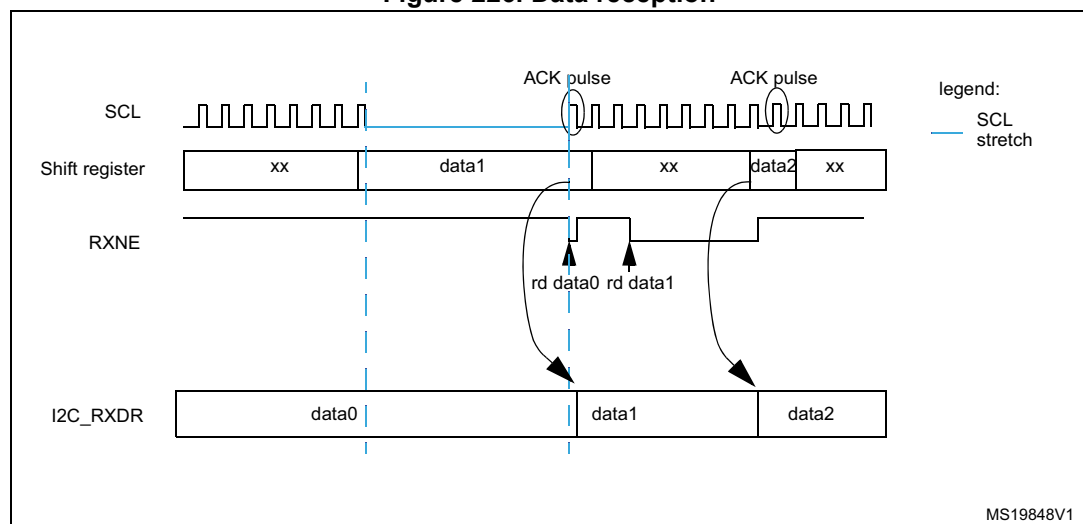 Figure 226. Data reception
ACK pulse
ACK pulse
legend:
SCL
SCL
stretch
Shift register
xx
data1
xx
data2
xx
RXNE
rd data0
rd data1
I2C_RXDR
data0
data1
data2
MS19848V1